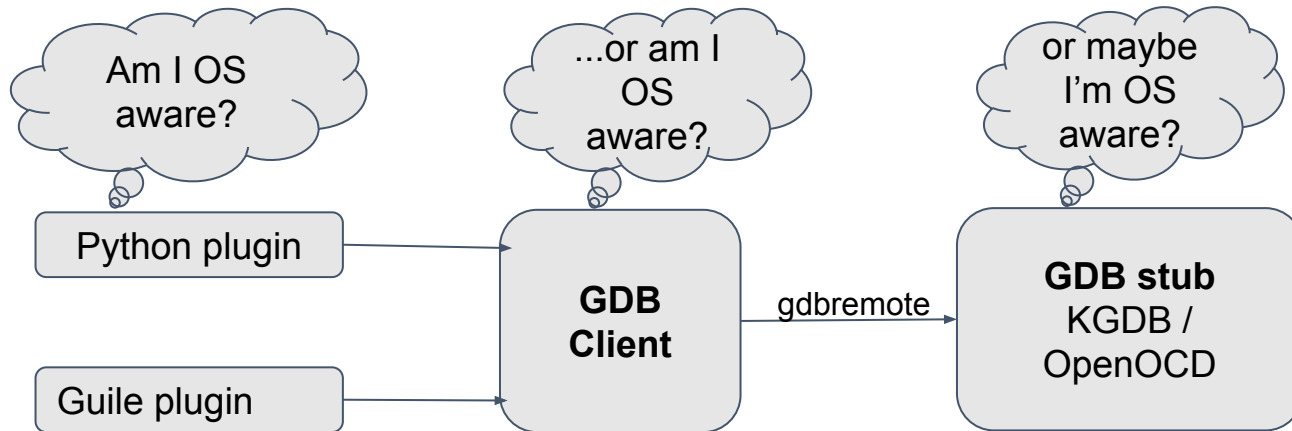 Am I OS
aware?
...or am I
OS
aware?
or maybe
I'm OS
aware?
Python plugin
GDB
Client
gdbremote
GDB stub
KGDB /
OpenOCD
Guile plugin